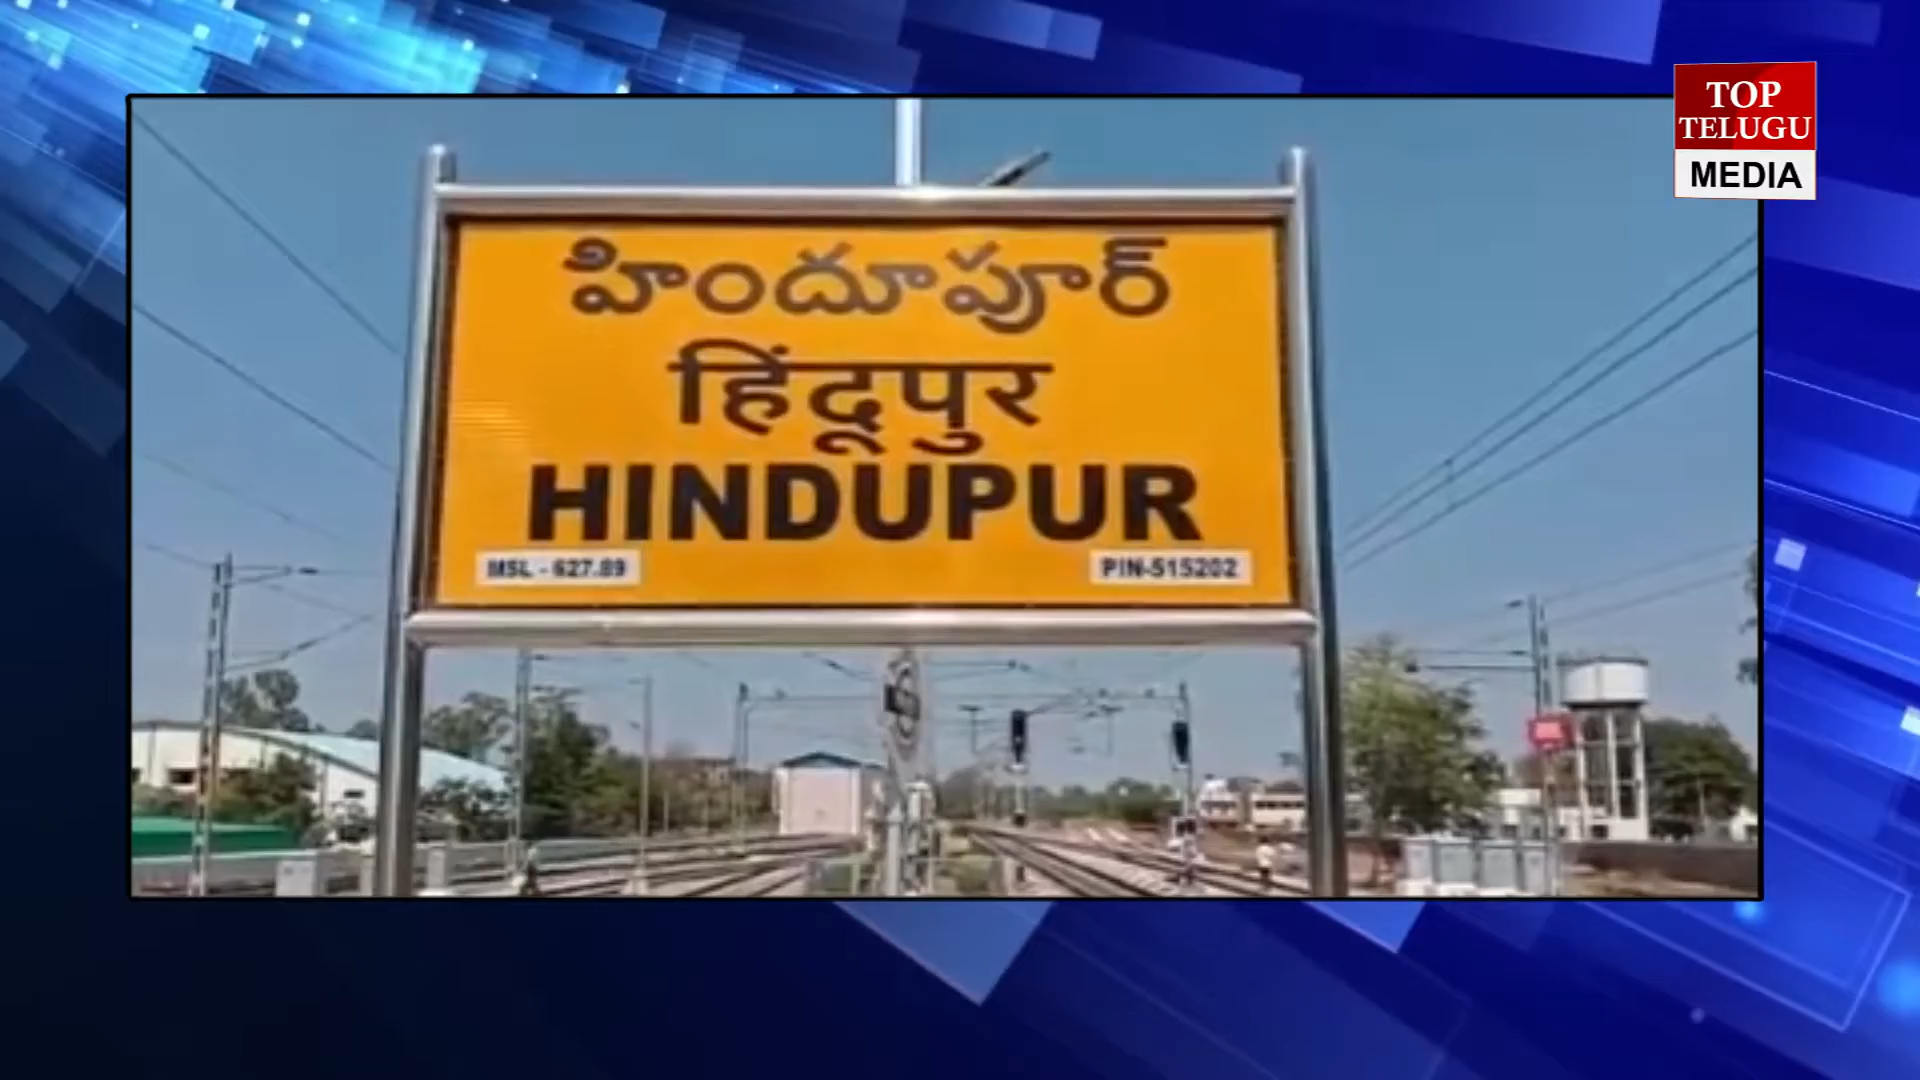 TOP
TELUGU
MEDIA
హిందూపూర్
हिंदूपुर
HINDUPUR
MSL - 627.89
PIN-515202